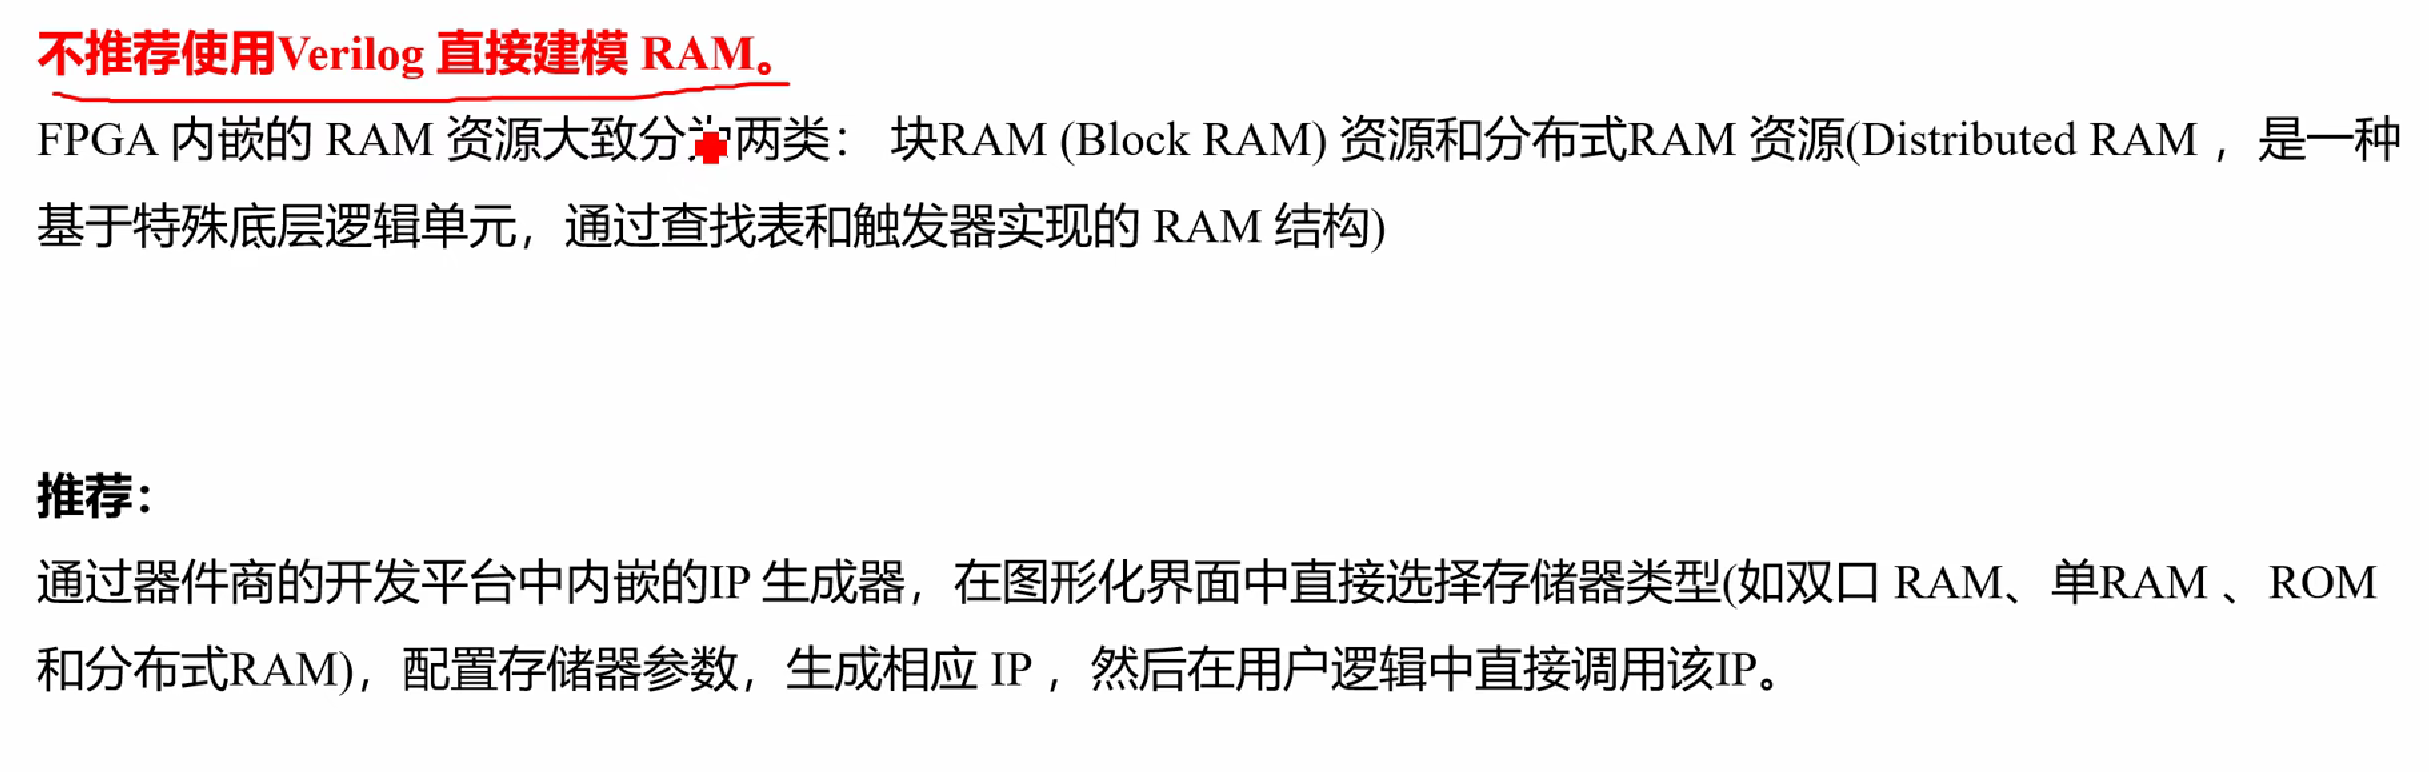 不推荐使用Verilog 直接建模 RAM。
FPGA 内嵌的 RAM 资源大致分为两类： 块RAM (Block RAM) 资源和分布式RAM 资源(Distributed RAM ，是一种
基于特殊底层逻辑单元，通过查找表和触发器实现的 RAM 结构)
推荐：
通过器件商的开发平台中内嵌的IP 生成器，在图形化界面中直接选择存储器类型(如双口 RAM、单RAM 、ROM
和分布式RAM)，配置存储器参数，生成相应 IP ，然后在用户逻辑中直接调用该IP。